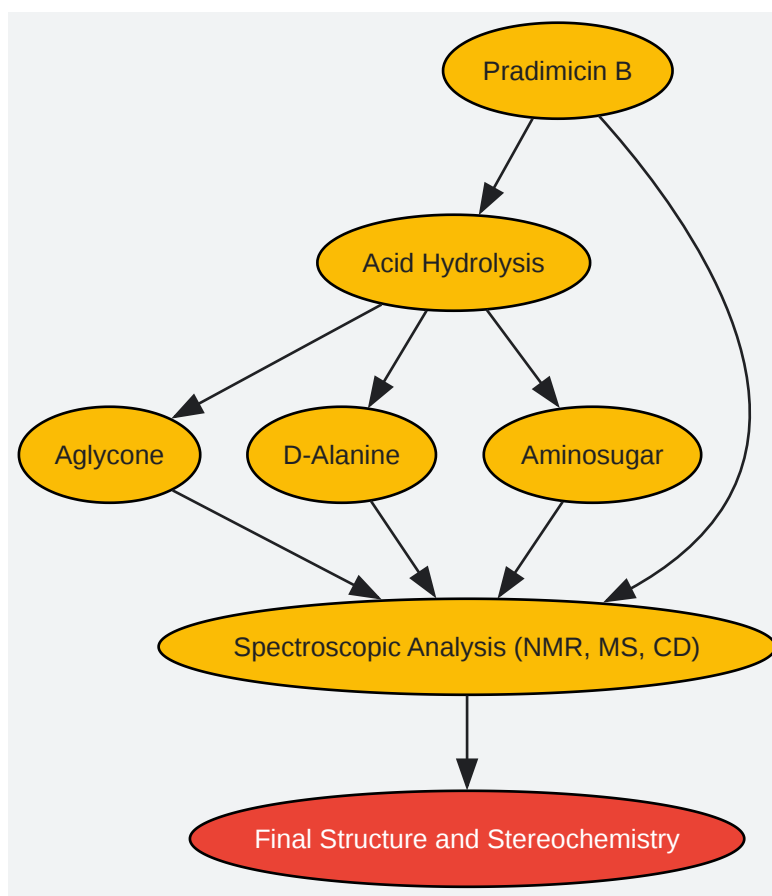 Pradimicin B
Acid Hydrolysis
Aglycone
D-Alanine
Aminosugar
Spectroscopic Analysis (NMR, MS, CD)
Final Structure and Stereochemistry